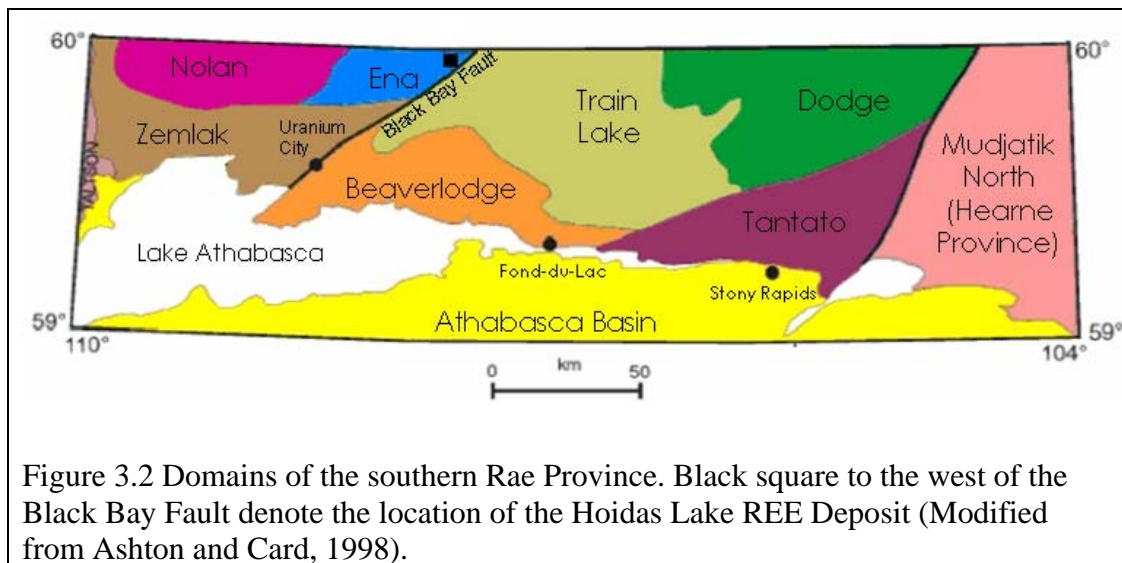 60°
60°
Nolan
Ena
Black Bay Fault
Train
Lake
Dodge
Zemlak
Uranium
City
Mudjatik
North
(Hearne
Province)
Beaverlodge
Tantato
Lake Athabasca
Fond-du-Lac
Stony Rapids
Athabasca Basin
59°
59°
110°
104°
km
0
50
Figure 3.2 Domains of the southern Rae Province. Black square to the west of the
Black Bay Fault denote the location of the Hoidas Lake REE Deposit (Modified
from Ashton and Card, 1998).